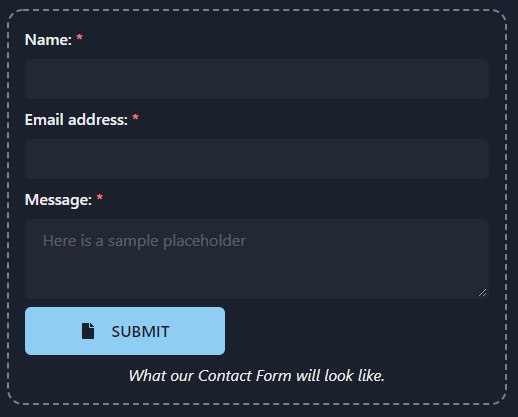 Name: *
Email address: *
Message: *
Here is a sample placeholder
SUBMIT
What our Contact Form will look like.